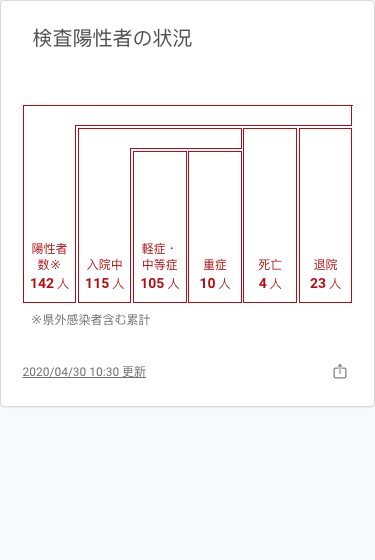 検査陽性者の状況
陽性者
数※
142 人
入院中
115 人
軽症・
中等症
105 人
重症
10 人
死亡
4 人
退院
23 人
※県外感染者含む累計
2020/04/30 10:30 更新